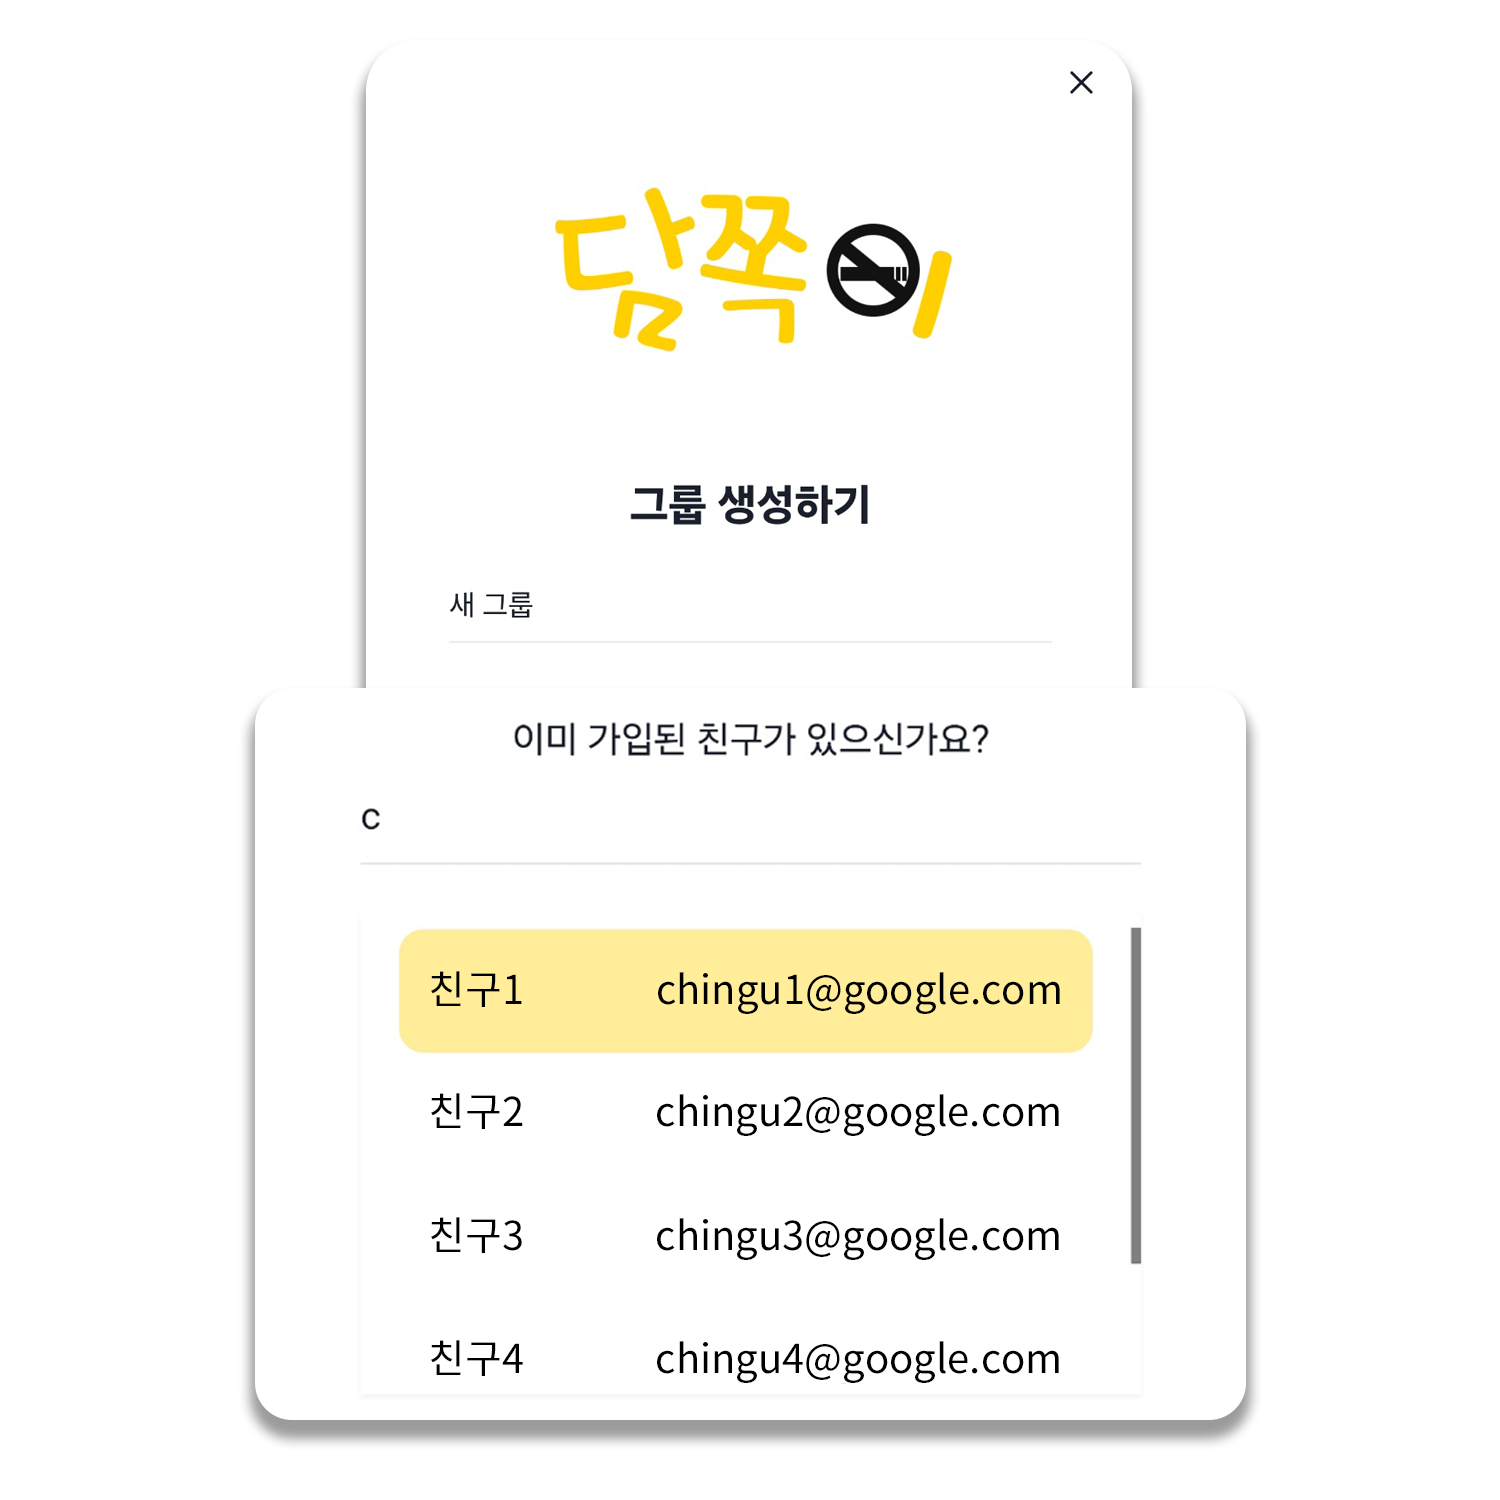 담쪽이
그룹 생성하기
새 그룹
이미 가입된 친구가 있으신가요?
c
친구1 chingu1@google.com
친구2 chingu2@google.com
친구3 chingu3@google.com
친구4 chingu4@google.com